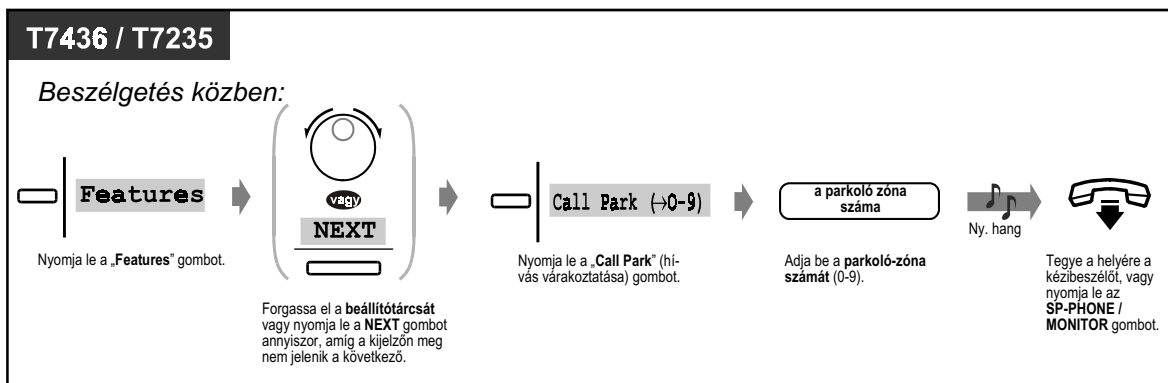 T7436 / T7235
Beszélgetés közben:
Features
Nyomja le a „Features” gombot.
vagy
NEXT
Forgassa el a beállítótárcsát
vagy nyomja le a NEXT gombot
annyiszor, amíg a kijelzőn meg
nem jelenik a következő.
Call Park (→0-9)
Nyomja le a „Call Park” (hí-
vás várakoztatása) gombot.
a parkoló zóna
száma
Adja be a parkoló-zóna
számát (0-9).
Ny. hang
Tegye a helyére a
kézibeszélőt, vagy
nyomja le az
SP-PHONE /
MONITOR gombot.